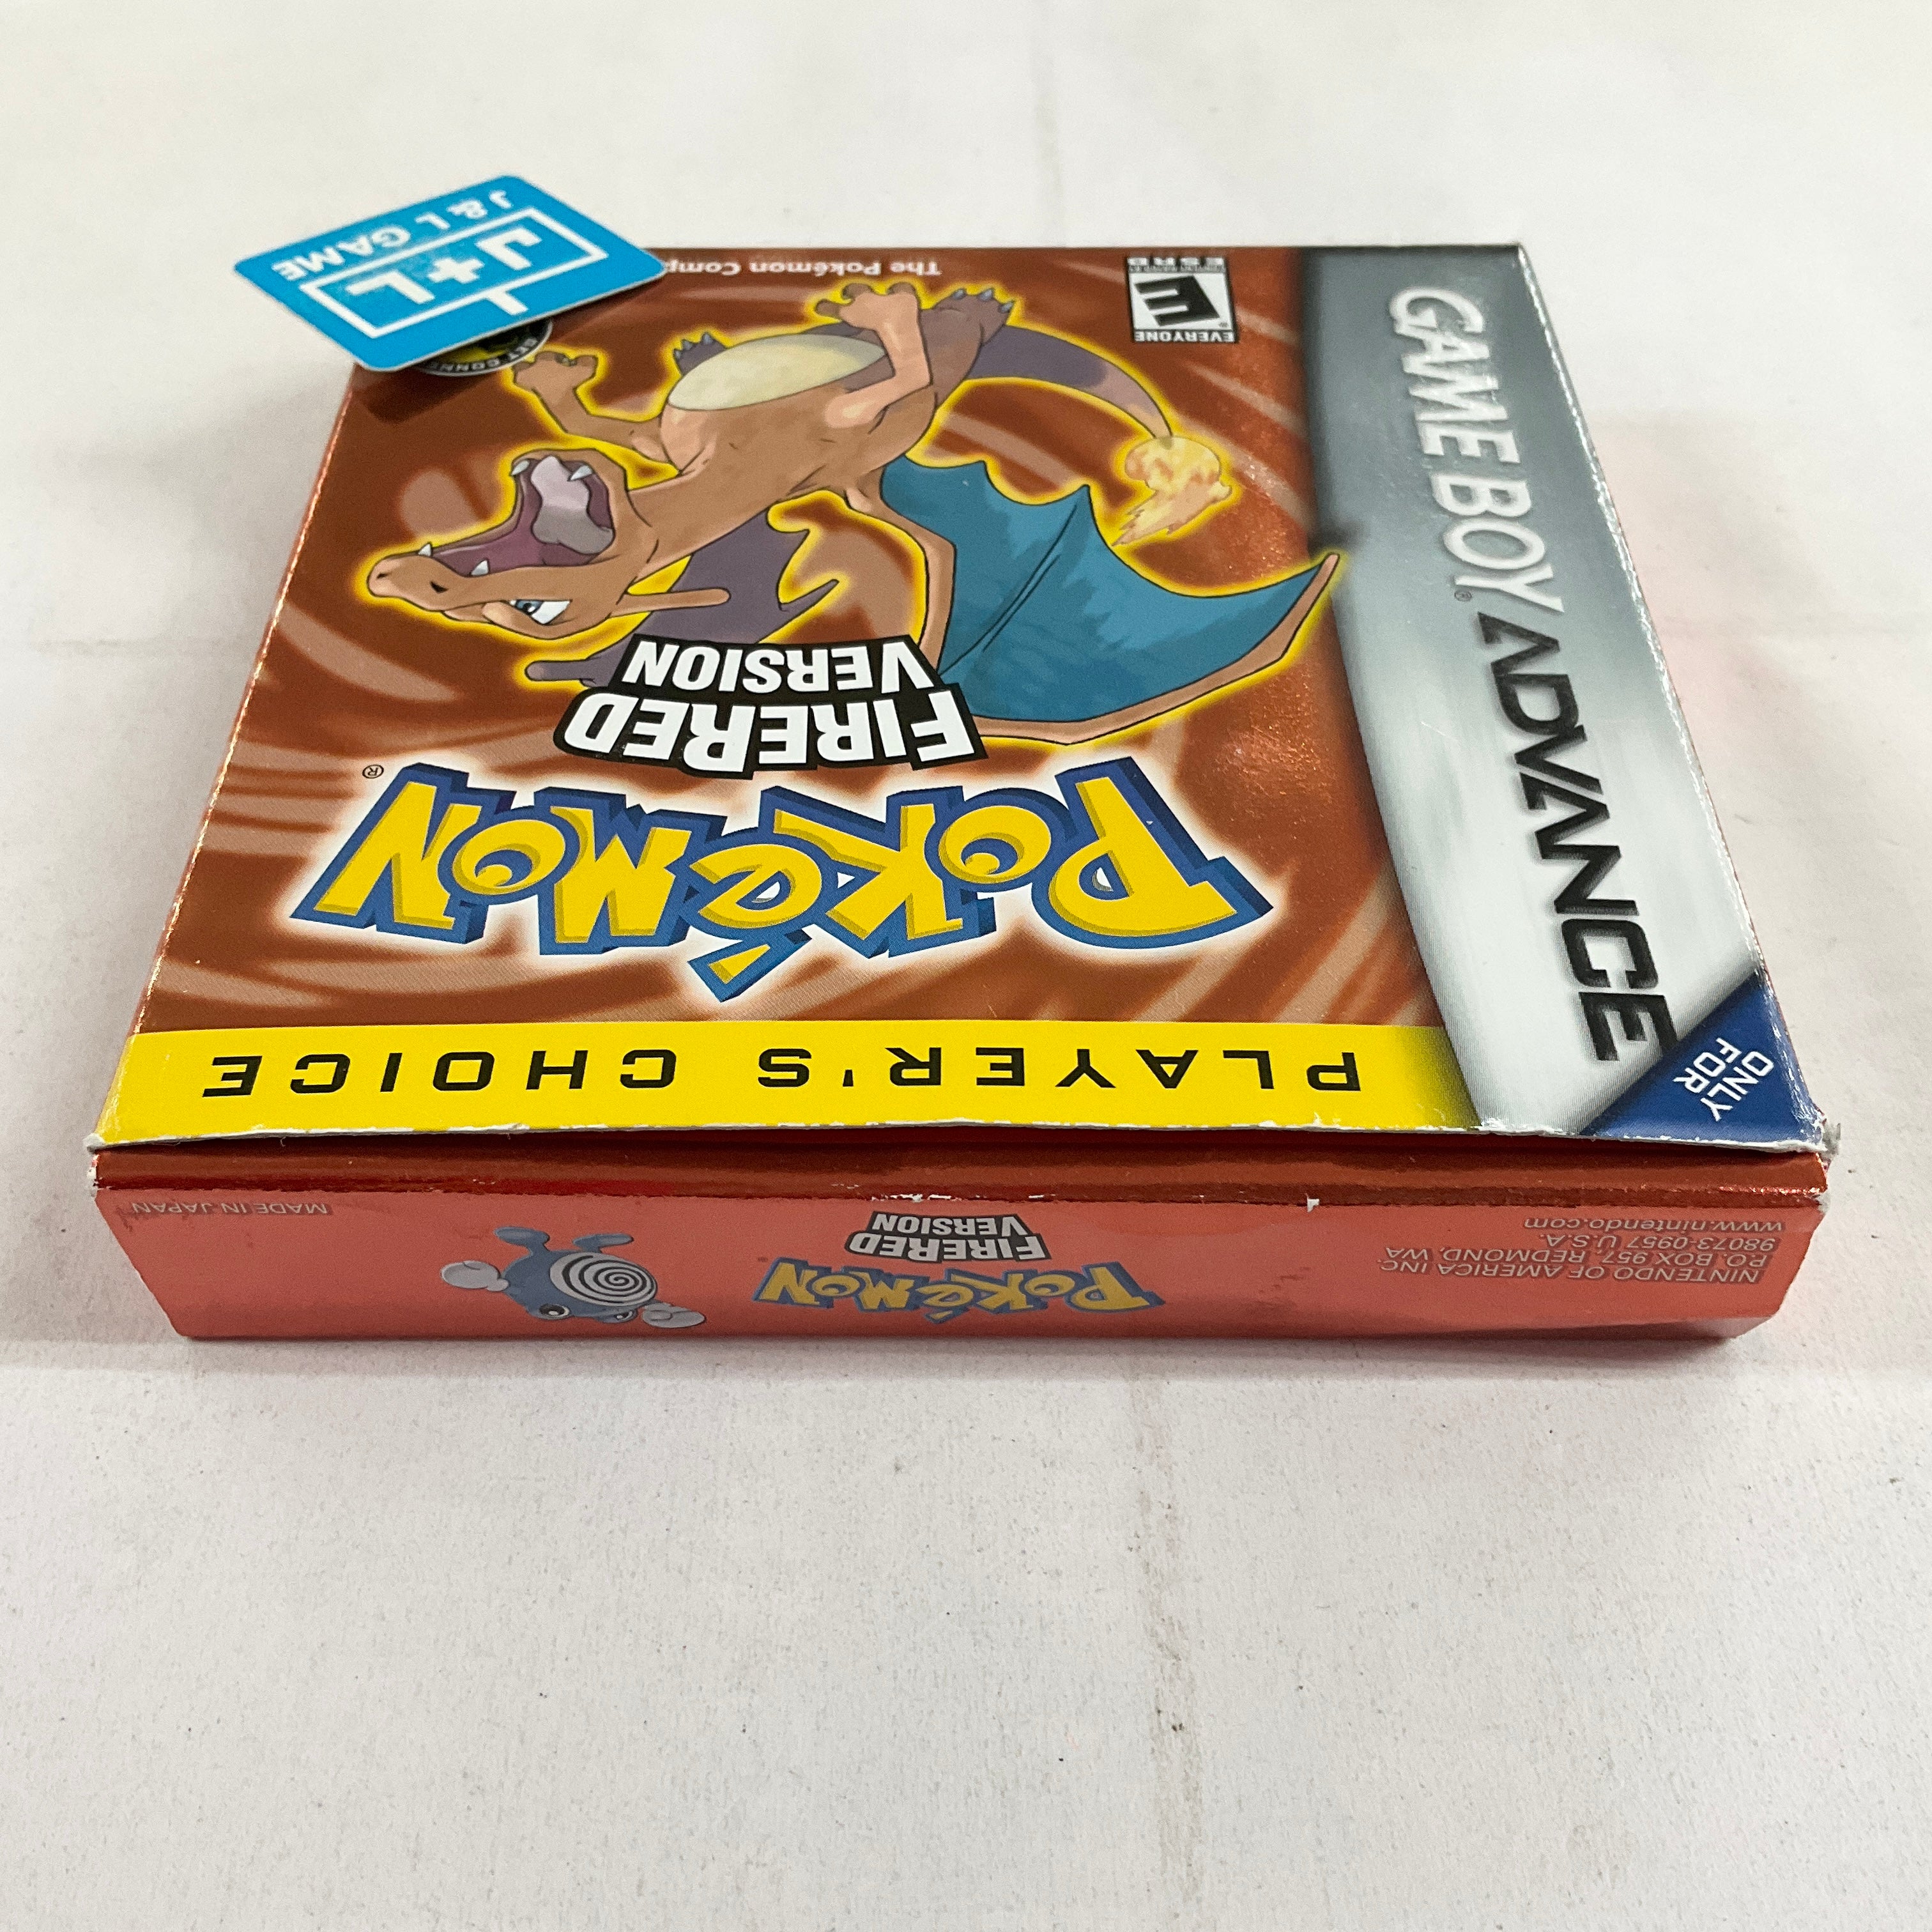 PLAYER'S CHOICE
ONLY
FOR
GAME BOY ADVANCE
®
POKéMON
®
FIRERED
VERSION
EVERYONE
®
E
ESRB
The Pokémon
J+L
J & L GAME
NINTENDO OF AMERICA INC.
P.O. BOX 957, REDMOND, WA
98073-0957 U.S.A.
www.nintendo.com
POKéMON
FIRERED
VERSION
MADE IN JAPAN